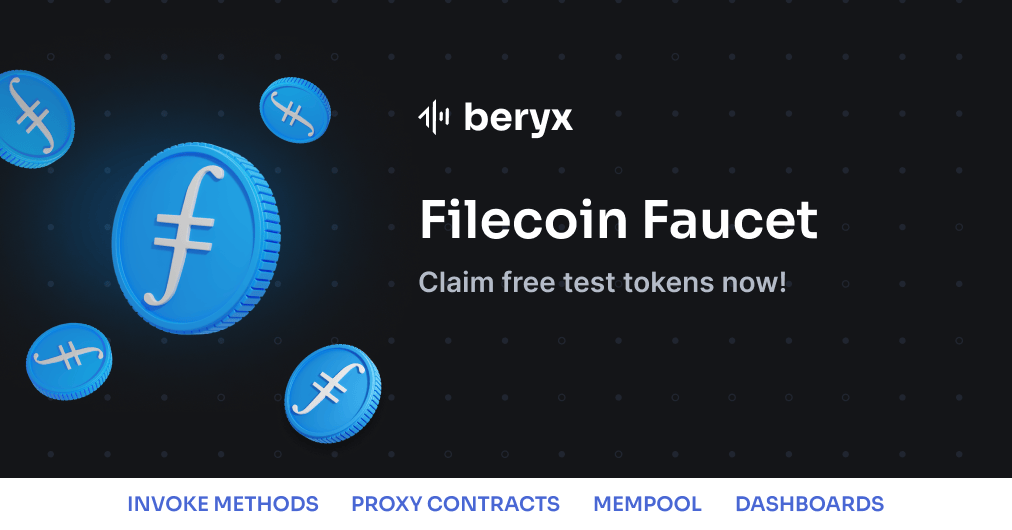 beryx
Filecoin Faucet
Claim free test tokens now!
INVOKE METHODS PROXY CONTRACTS MEMPOOL DASHBOARDS